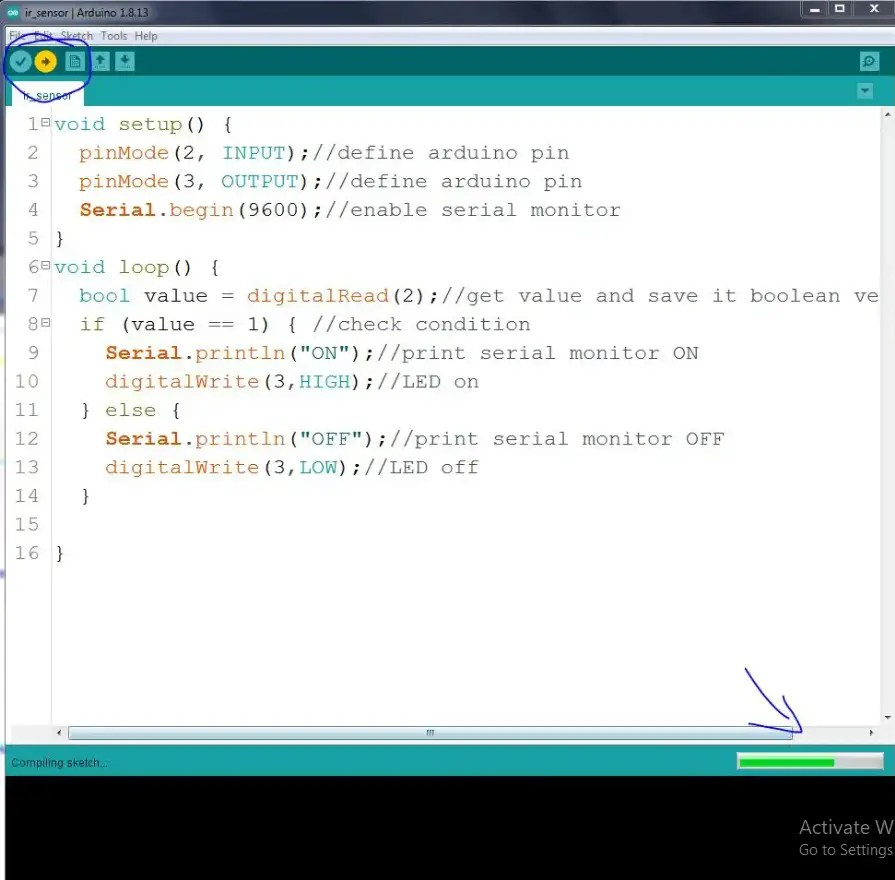 ir_sensor | Arduino 1.8.13
File Edit Sketch Tools Help
ir_sensor
1 void setup() {
2 pinMode(2, INPUT);//define arduino pin
3 pinMode(3, OUTPUT);//define arduino pin
4 Serial.begin(9600);//enable serial monitor
5 }
6 void loop() {
7 bool value = digitalRead(2);//get value and save it boolean ve
8 if (value == 1) { //check condition
9 Serial.println("ON");//print serial monitor ON
10 digitalWrite(3,HIGH);//LED on
11 } else {
12 Serial.println("OFF");//print serial monitor OFF
13 digitalWrite(3,LOW);//LED off
14 }
15
16 }
Compiling sketch...
Activate W
Go to Settings